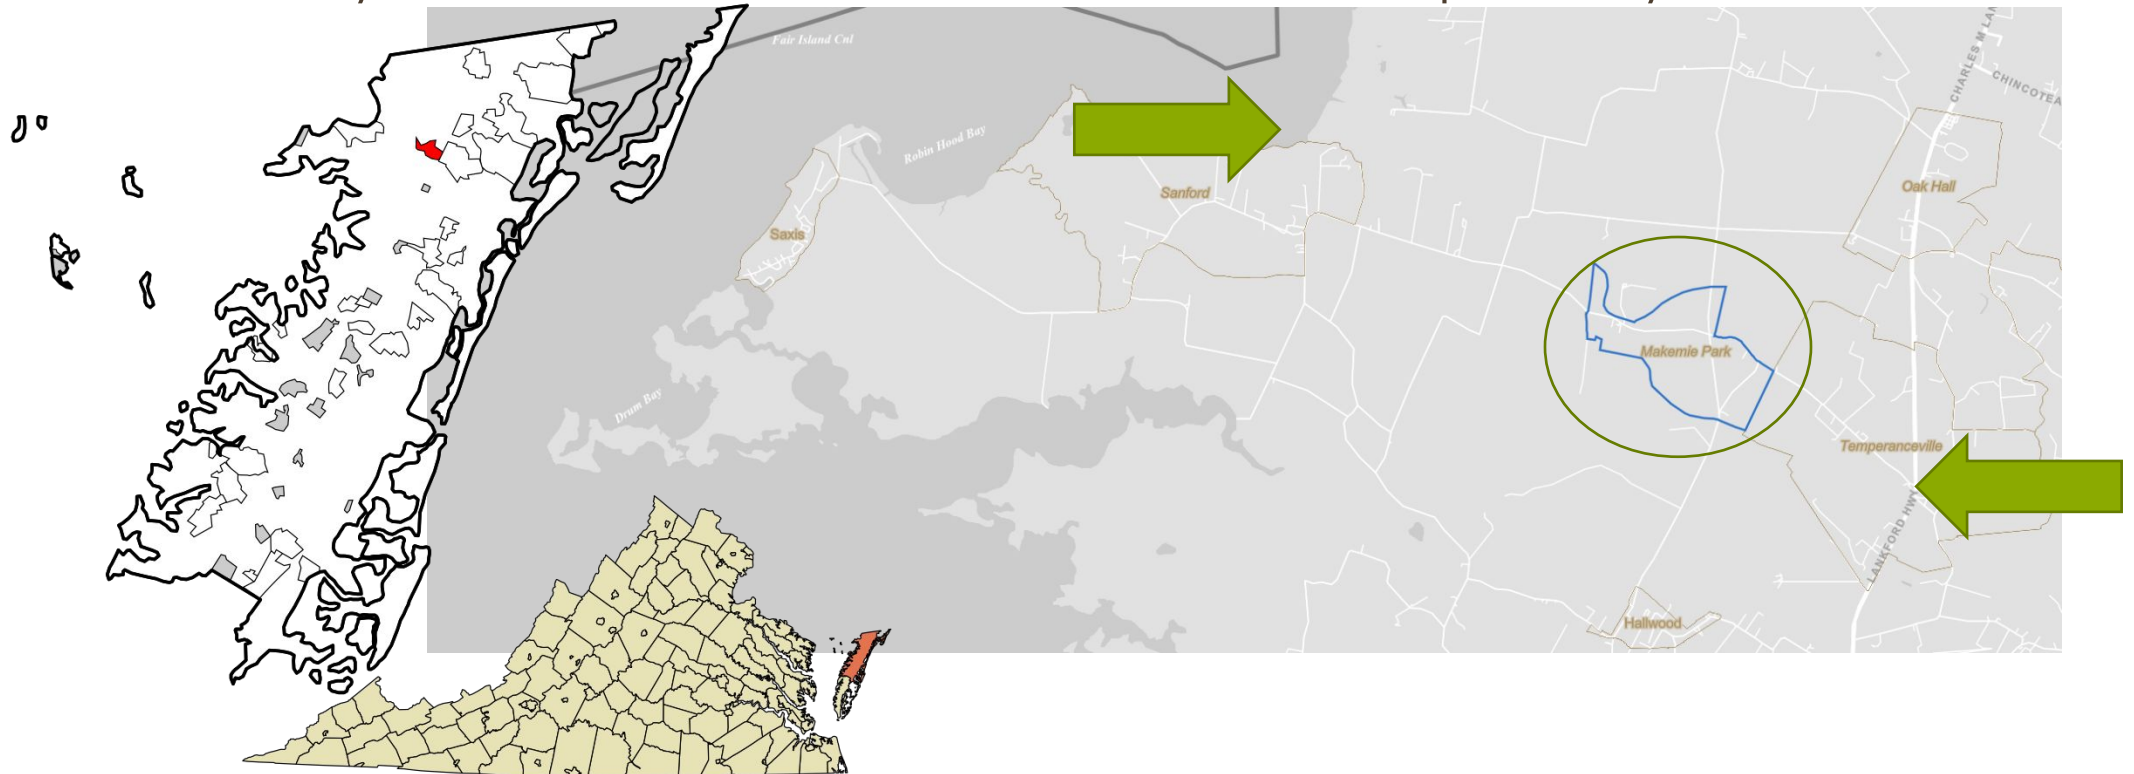 Fair Island Cnl
CHARLES M LAN
CHINCOTEA
Robin Hood Bay
Sanford
Oak Hall
Saxis
Makemie Park
Drum Bay
Temperanceville
LANKFORD HWY
Hallwood